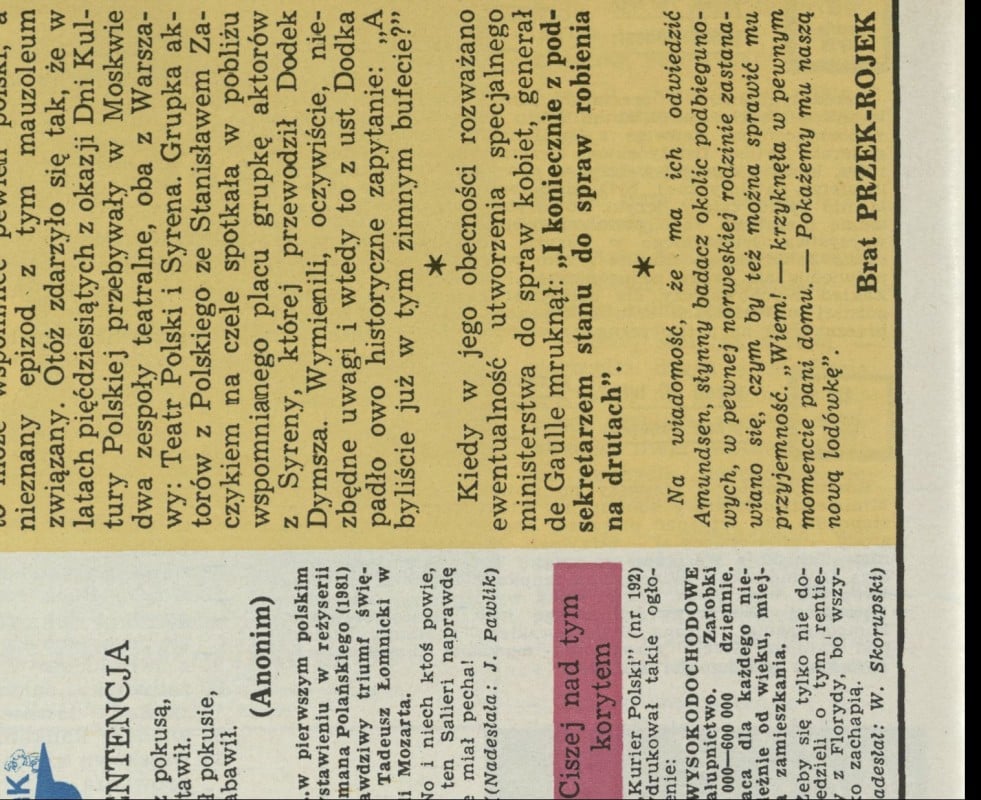 SK
ENTENCJA
z pokusą,
tawił.
ł pokusie,
abawił.
(Anonim)
...w pierwszym polskim
ystawieniu w reżyserii
mana Polańskiego (1981)
awdziwy triumf świę-
Tadeusz Łomnicki w
li Mozarta.
No i niech ktoś powie,
ten Salieri naprawdę
e miał pecha!
((Nadesłała: J. Pawlik)
Ciszej nad tym
korytem
„Kurier Polski” (nr 192)
ydrukował takie ogło-
enie:
WYSOKODOCHODOWE
ałupnictwo. Zarobki
000—600 000 dziennie.
aca dla każdego nie-
eżnie od wieku, miej-
a zamieszkania.
Żeby się tylko nie do-
edzieli o tym rentie-
y z Florydy, bo wszy-
ko zachapią.
adesłał: W. Skorupski)
nieznany epizod z tym mauzoleum
związany. Otóż zdarzyło się tak, że w
latach pięćdziesiątych z okazji Dni Kul-
tury Polskiej przebywały w Moskwie
dwa zespoły teatralne, oba z Warsza-
wy: Teatr Polski i Syrena. Grupka ak-
torów z Polskiego ze Stanisławem Za-
czykiem na czele spotkała w pobliżu
wspomnianego placu grupkę aktorów
z Syreny, której przewodził Dodek
Dymsza. Wymienili, oczywiście, nie-
zbędne uwagi i wtedy to z ust Dodka
padło owo historyczne zapytanie: „A
byliście już w tym zimnym bufecie?”
*
Kiedy w jego obecności rozważano
ewentualność utworzenia specjalnego
ministerstwa do spraw kobiet, generał
de Gaulle mruknął: „I koniecznie z pod-
sekretarzem stanu do spraw robienia
na drutach”.
*
Na wiadomość, że ma ich odwiedzić
Amundsen, słynny badacz okolic podbieguno-
wych, w pewnej norweskiej rodzinie zastana-
wiano się, czym by też można sprawić mu
przyjemność. „Wiem! — krzyknęła w pewnym
momencie pani domu. — Pokażemy mu naszą
nową lodówkę”.
Brat PRZEK-ROJEK